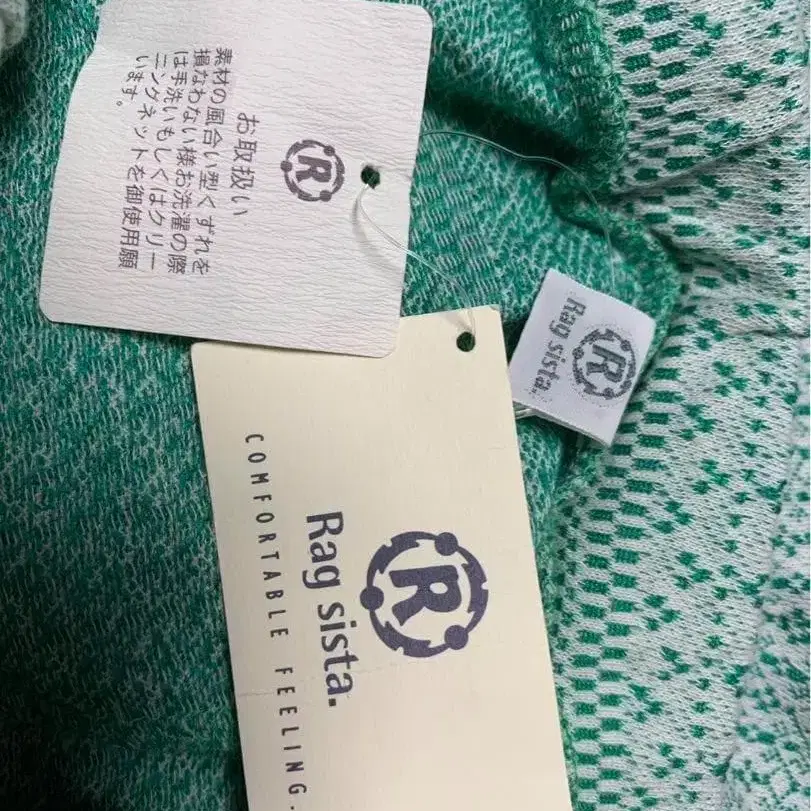 R
お取扱い
素材の風合い型くずれを
損なわない様お洗濯の際
は手洗いもしくはクリー
ニングネットを御使用願
います。
R
Rag sista.
R
Rag sista.
COMFORTABLE FEELING.